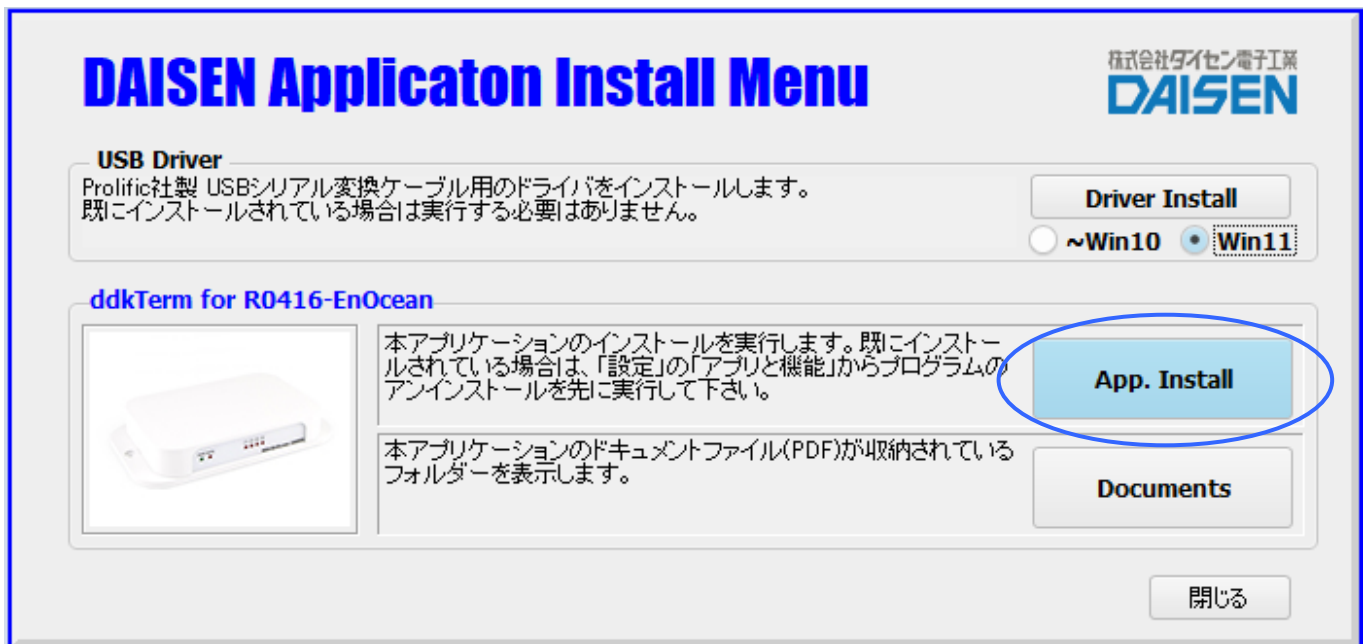 DAISEN Applicaton Install Menu
株式会社ダイセン電子工業
DAISEN
USB Driver
Prolific社製 USBシリアル変換ケーブル用のドライバをインストールします。
既にインストールされている場合は実行する必要はありません。
Driver Install
~Win10 Win11
ddkTerm for R0416-EnOcean
本アプリケーションのインストールを実行します。既にインストー
ルされている場合は、「設定」の「アプリと機能」からプログラムの
アンインストールを先に実行して下さい。
App. Install
本アプリケーションのドキュメントファイル(PDF)が収納されている
フォルダーを表示します。
Documents
閉じる